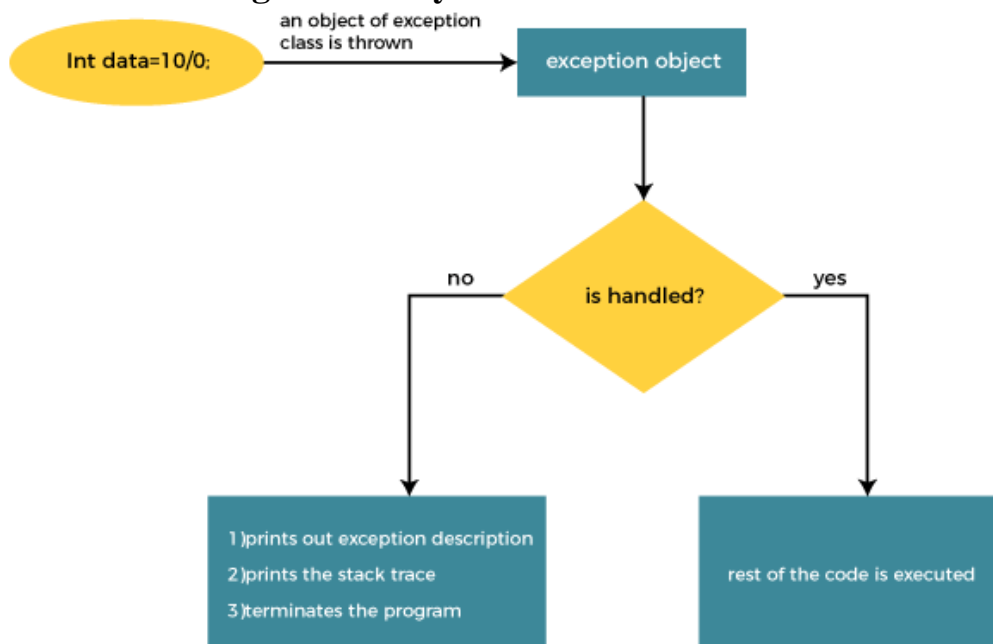 Int data=10/0;
an object of exception
class is thrown
exception object
is handled?
no
yes
1)prints out exception description
2)prints the stack trace
3)terminates the program
rest of the code is executed